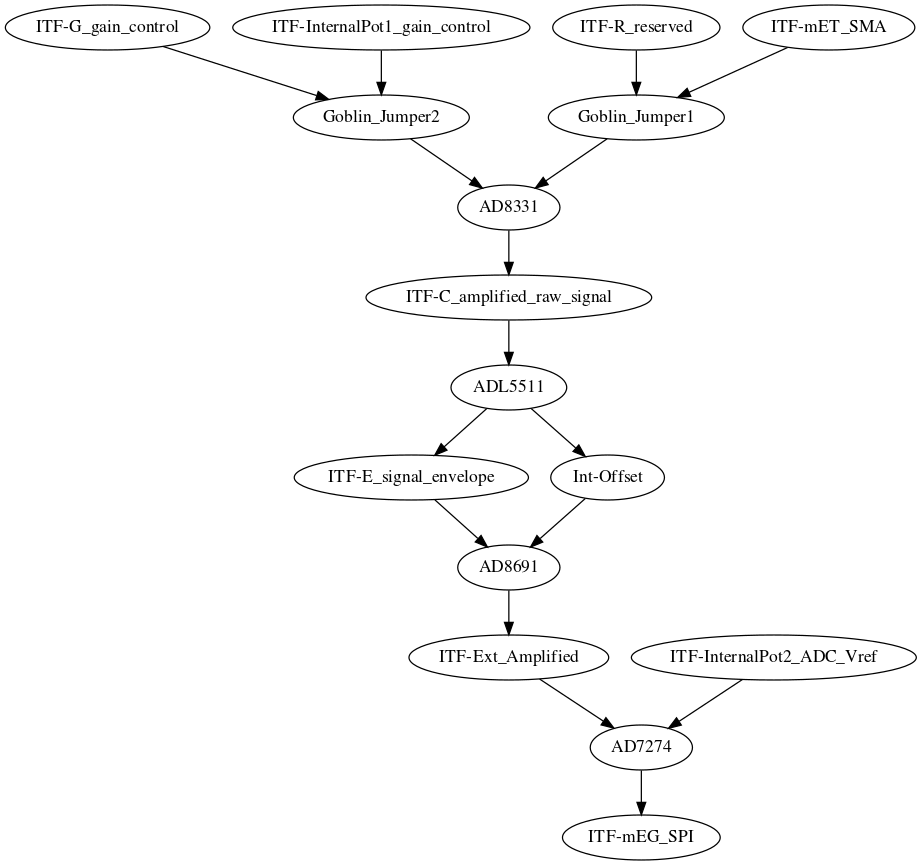 ITF-G_gain_control
ITF-InternalPot1_gain_control
ITF-R_reserved
ITF-mET_SMA
Goblin_Jumper2
Goblin_Jumper1
AD8331
ITF-C_amplified_raw_signal
ADL5511
ITF-E_signal_envelope
Int-Offset
AD8691
ITF-Ext_Amplified
ITF-InternalPot2_ADC_Vref
AD7274
ITF-mEG_SPI